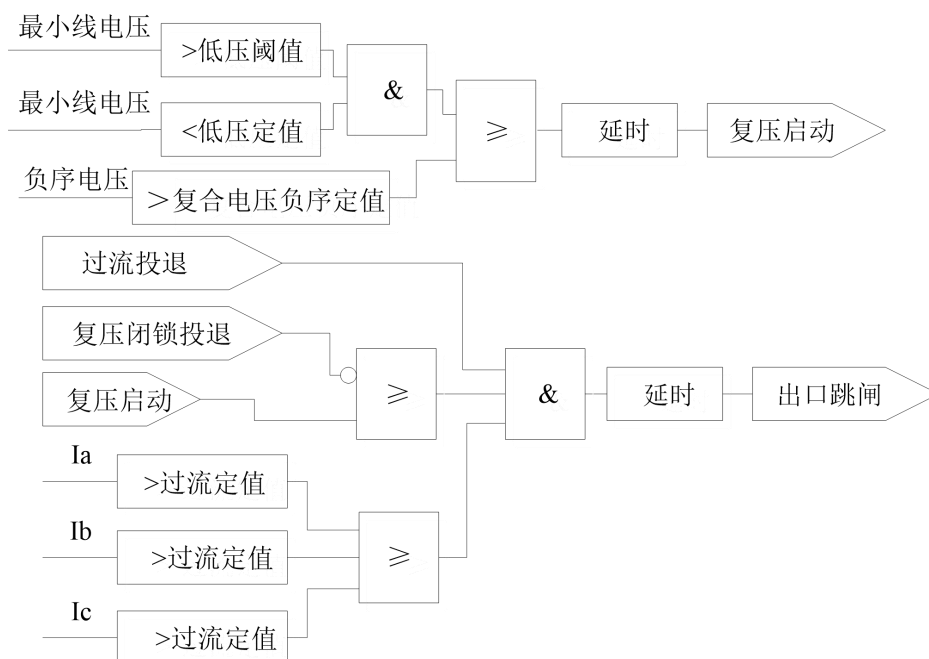 最小线电压
>低压阈值
&
最小线电压
<低压定值
≥
延时
复压启动
负序电压
>复合电压负序定值
过流投退
复压闭锁投退
复压启动
≥
&
延时
出口跳闸
Ia
>过流定值
Ib
>过流定值
≥
Ic
>过流定值